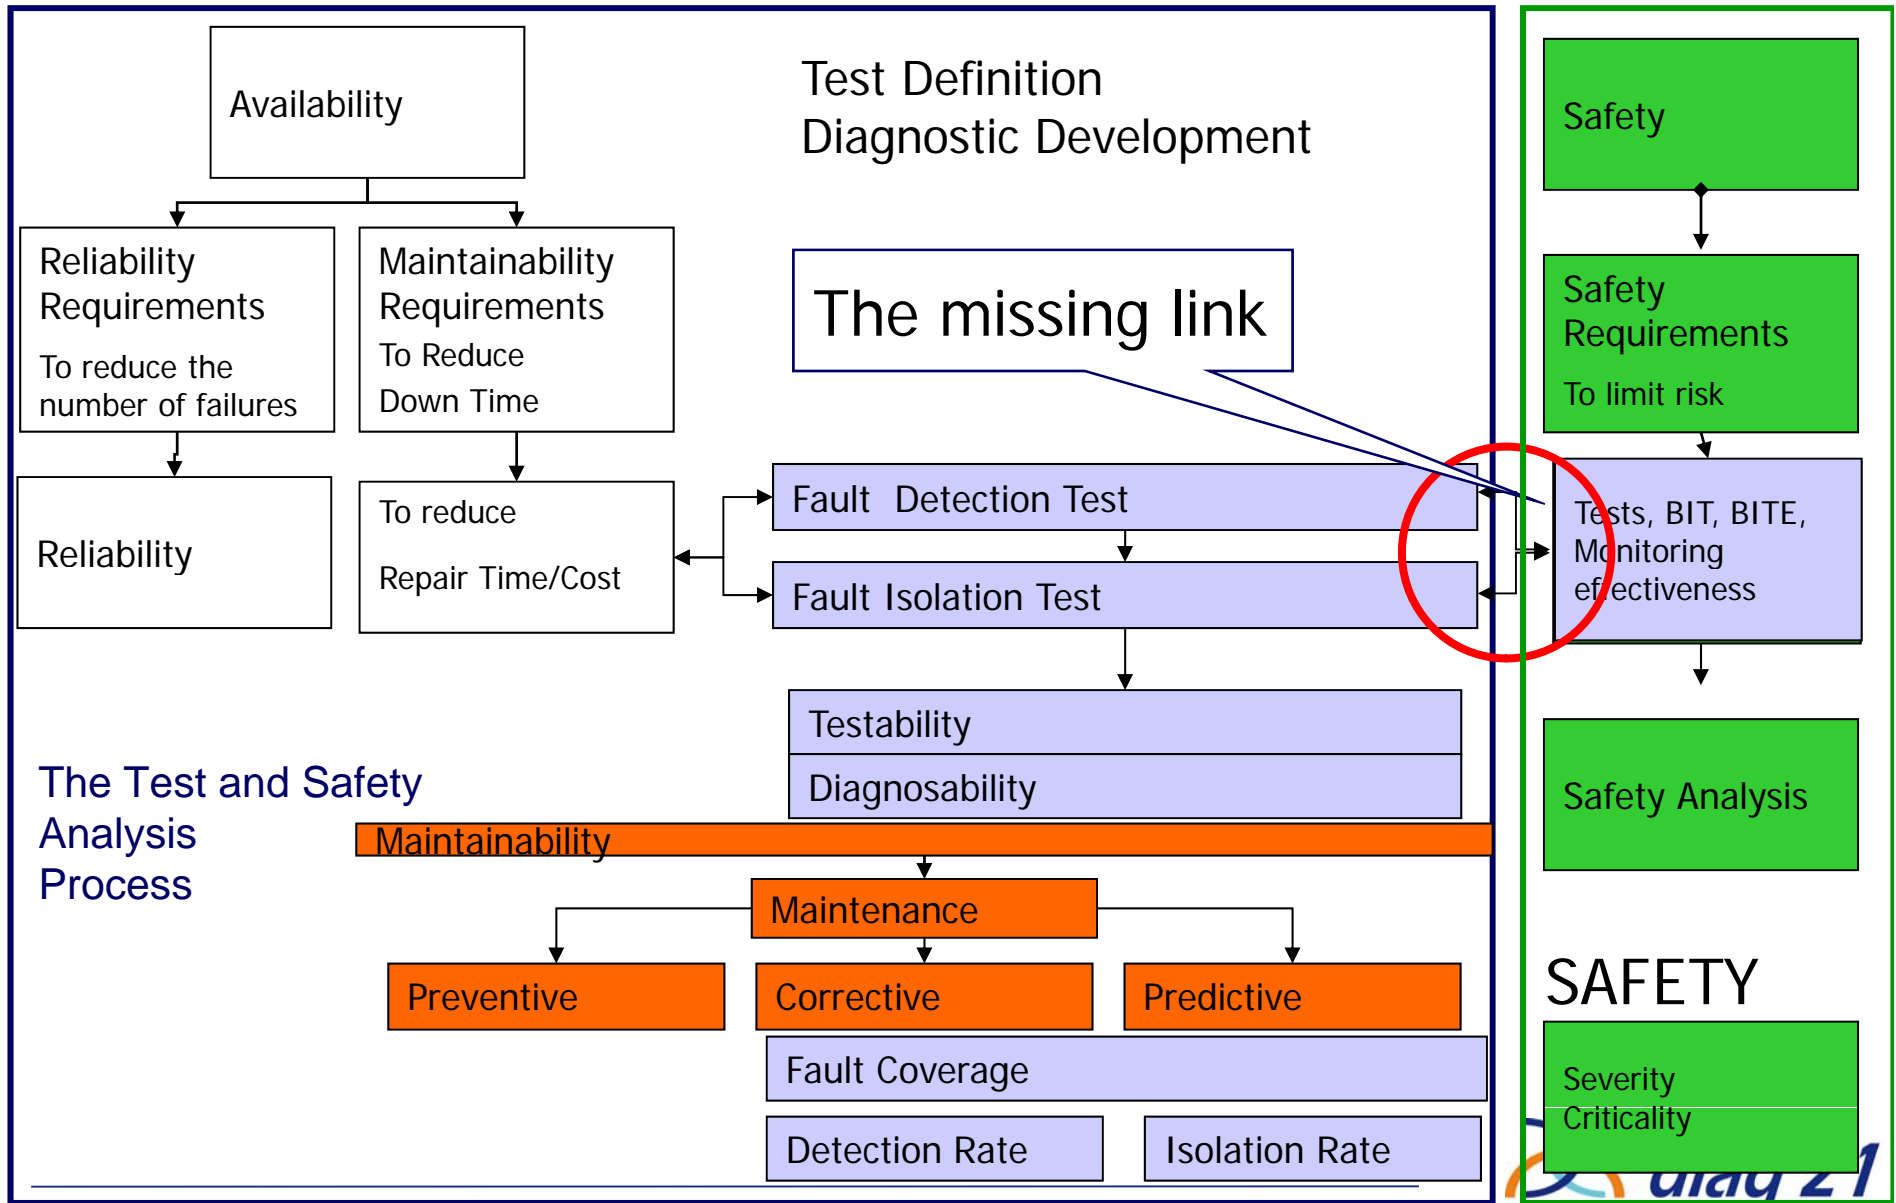 Availability
Test Definition
Diagnostic Development
Safety
Reliability
Requirements
To reduce the
number of failures
Maintainability
Requirements
To Reduce
Down Time
The missing link
Safety
Requirements
To limit risk
Reliability
To reduce
Repair Time/Cost
Fault  Detection Test
Fault Isolation Test
Tests, BIT, BITE,
Monitoring
effectiveness
Testability
Diagnosability
Safety Analysis
The Test and Safety
Analysis
Process
Maintainability
Maintenance
Preventive
Corrective
Predictive
SAFETY
Fault Coverage
Severity
Criticality
Detection Rate
Isolation Rate
diag 21